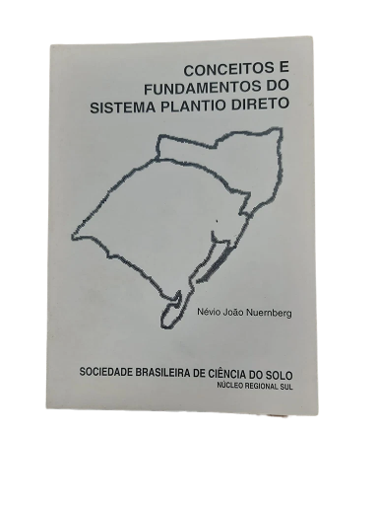 CONCEITOS E
FUNDAMENTOS DO
SISTEMA PLANTIO DIRETO
Névio João Nuernberg
SOCIEDADE BRASILEIRA DE CIÊNCIA DO SOLO
NÚCLEO REGIONAL SUL